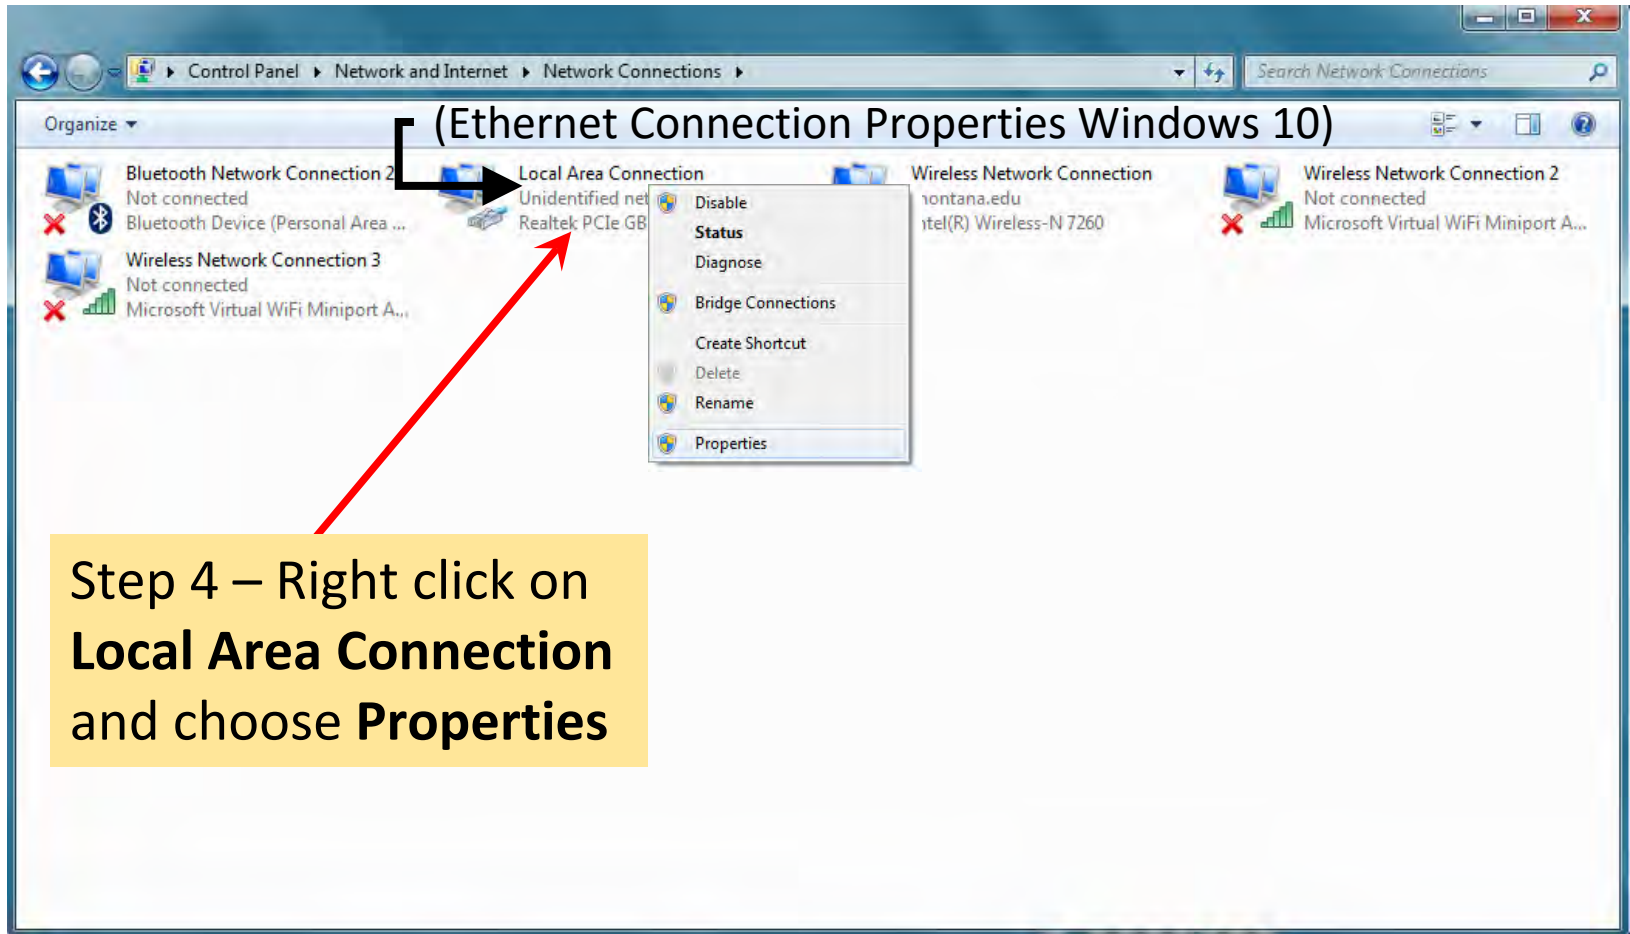 Control Panel ▸ Network and Internet ▸ Network Connections ▸
Search Network Connections
Organize
(Ethernet Connection Properties Windows 10)
Bluetooth Network Connection 2
Not connected
Bluetooth Device (Personal Area ...
Local Area Connection
Unidentified net
Realtek PCIe GB
Wireless Network Connection
montana.edu
Intel(R) Wireless-N 7260
Wireless Network Connection 2
Not connected
Microsoft Virtual WiFi Miniport A...
Wireless Network Connection 3
Not connected
Microsoft Virtual WiFi Miniport A...
Disable
Status
Diagnose
Bridge Connections
Create Shortcut
Delete
Rename
Properties
Step 4 – Right click on
Local Area Connection
and choose Properties